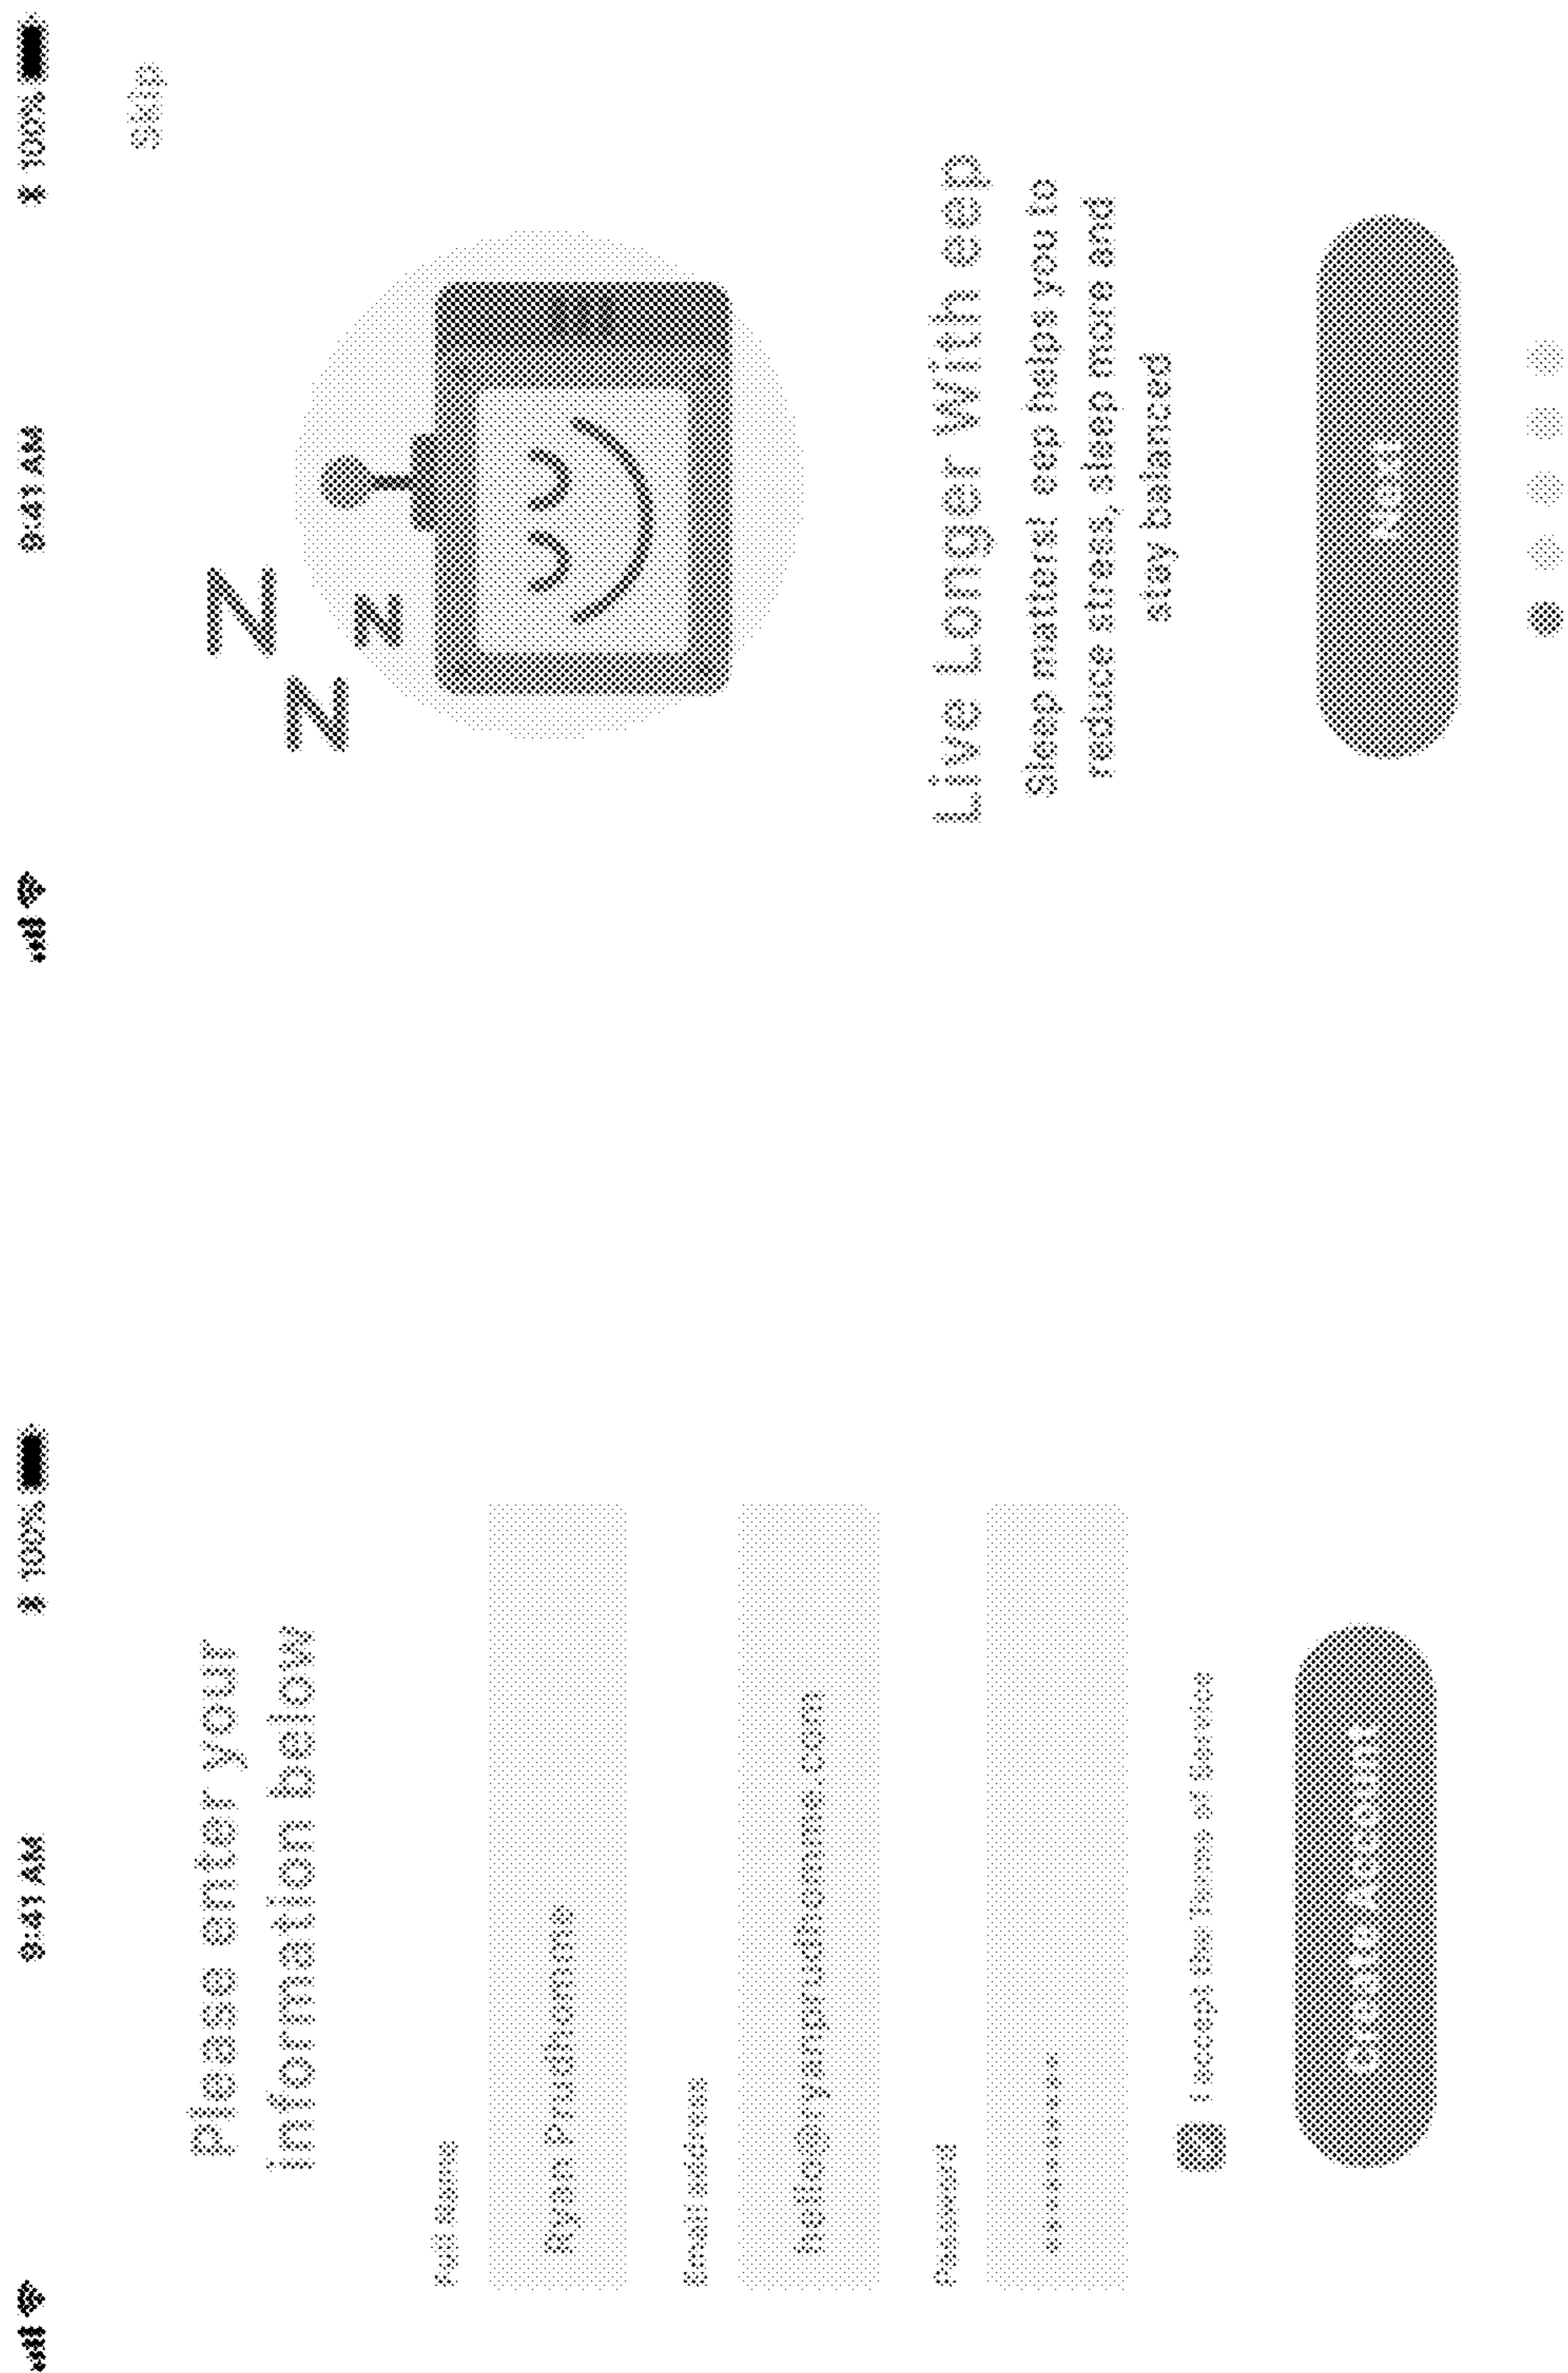 9:41 AM
100%
Please enter your
information below
Full name
Ryan Prudhomme
Email address
hello@ryanprudhomme.com
Password
I accept the Terms of Service
Create Account
9:41 AM
100%
Skip
N
N
N
Live Longer With eep
Sleep matters! eep helps you to
reduce stress, sleep more and
stay balanced
Next